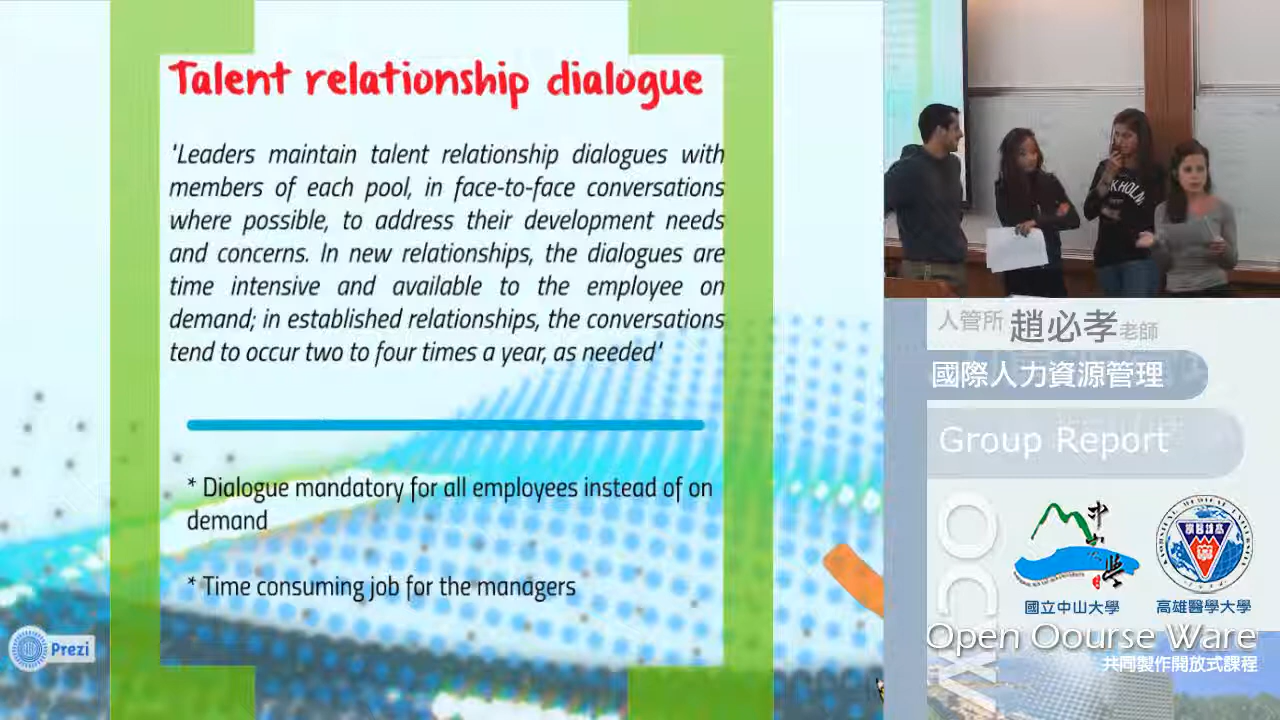 Talent relationship dialogue
'Leaders maintain talent relationship dialogues with
members of each pool, in face-to-face conversations
where possible, to address their development needs
and concerns. In new relationships, the dialogues are
time intensive and available to the employee on
demand; in established relationships, the conversations
tend to occur two to four times a year, as needed'
* Dialogue mandatory for all employees instead of on
demand
* Time consuming job for the managers
Prezi
人管所 趙必孝老師
國際人力資源管理
Group Report
OCW
國立中山大學
高雄醫學大學
Open Oourse Ware
共同製作開放式課程